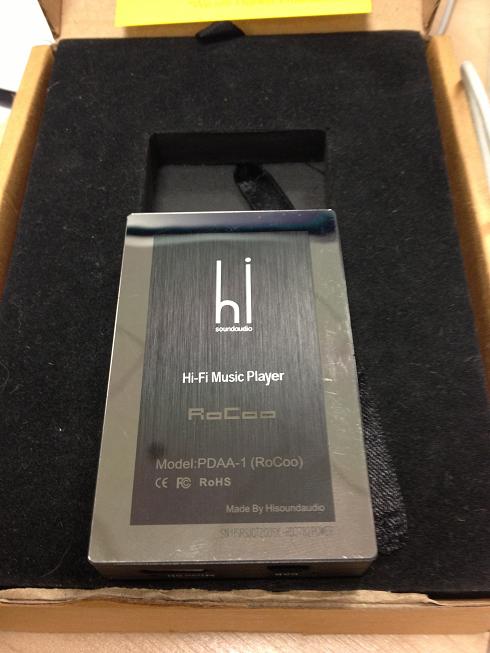 hi
soundaudio
Hi-Fi Music Player
RoCoo
Model:PDAA-1 (RoCoo)
CE FC RoHS
Made By Hisoundaudio